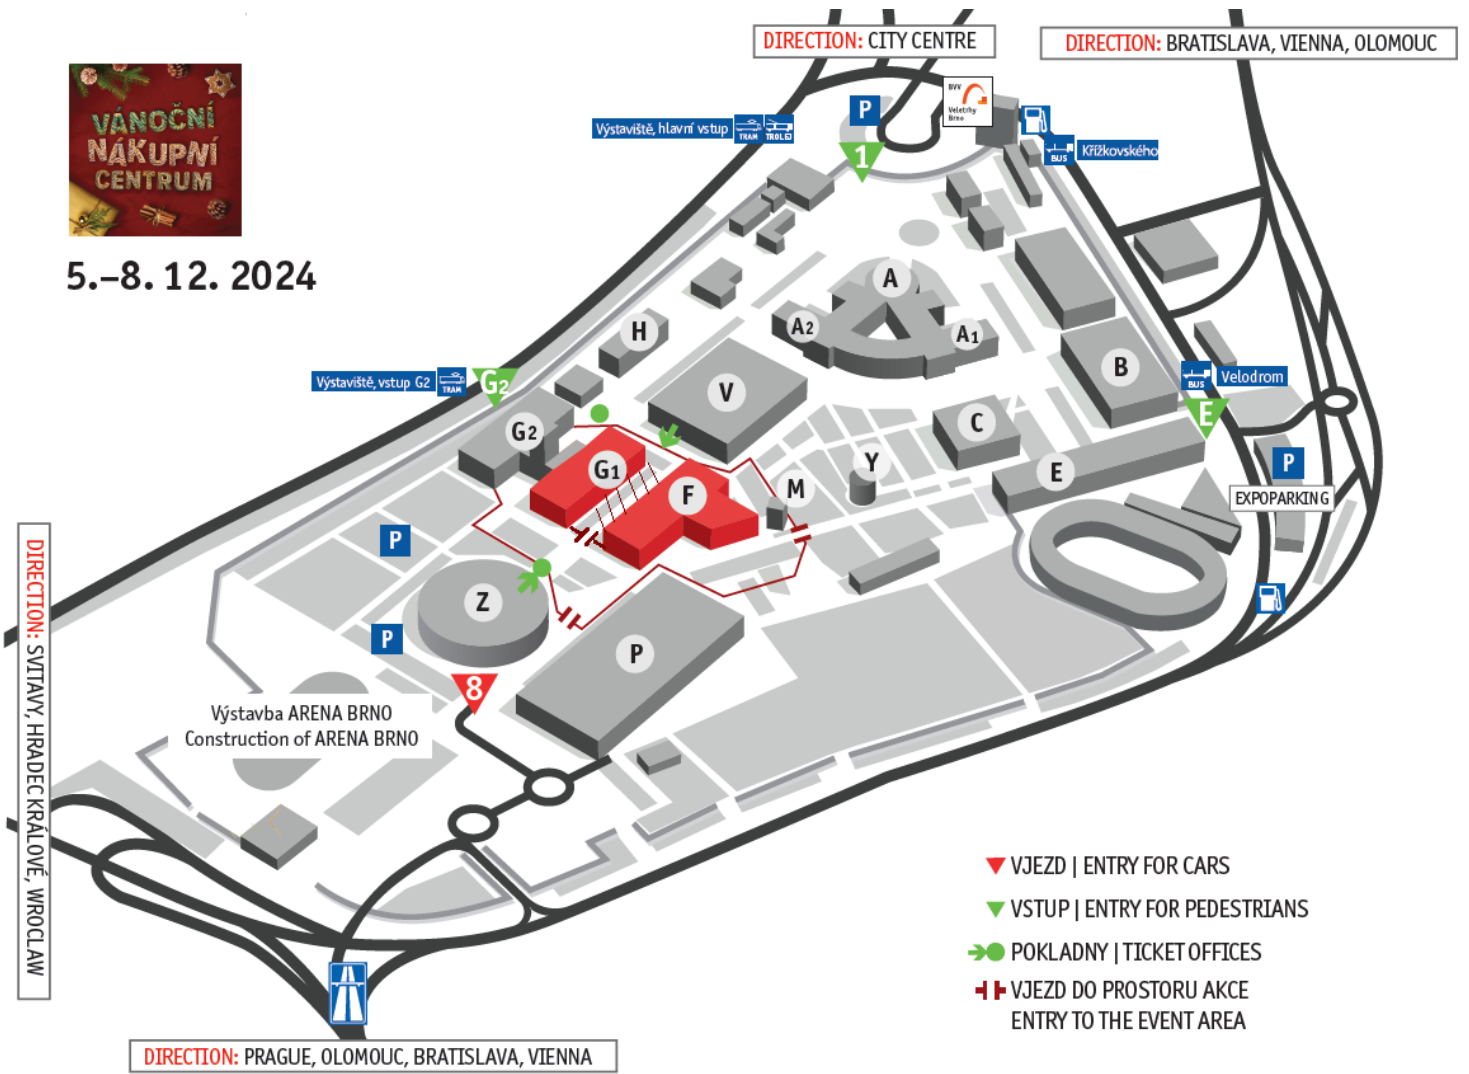 DIRECTION: CITY CENTRE
DIRECTION: BRATISLAVA, VIENNA, OLOMOUC
VÁNOČNÍ
NÁKUPNÍ
CENTRUM
5.–8. 12. 2024
BVV
Veletrhy
Brno
P
Výstaviště, hlavní vstup
TRAM
TROLEJ
1
BUS
Křížkovského
A
A2
A1
H
V
B
Výstaviště, vstup G2
TRAM
G2
BUS
Velodrom
E
C
G2
G1
F
Y
M
E
P
EXPOPARKING
P
Z
P
P
8
Výstavba ARENA BRNO
Construction of ARENA BRNO
DIRECTION: SVITAVY, HRADEC KRÁLOVÉ, WROCLAW
VJEZD | ENTRY FOR CARS
VSTUP | ENTRY FOR PEDESTRIANS
POKLADNY | TICKET OFFICES
VJEZD DO PROSTORU AKCE
ENTRY TO THE EVENT AREA
DIRECTION: PRAGUE, OLOMOUC, BRATISLAVA, VIENNA